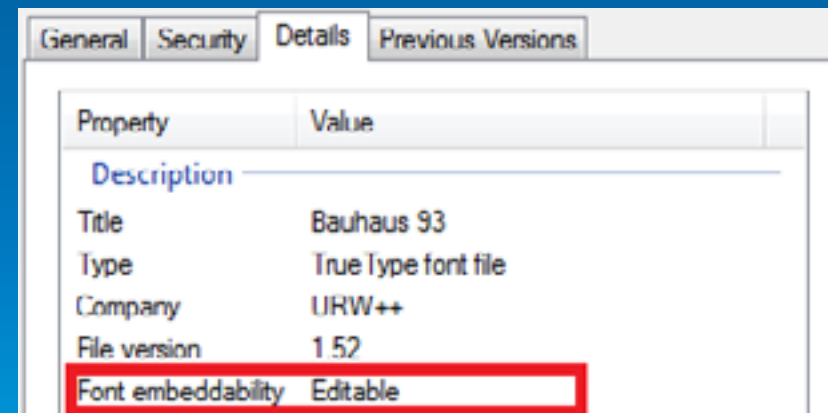 General Security Details Previous Versions
Property Value
Description
Title Bauhaus 93
Type TrueType font file
Company URW++
File version 1.52
Font embeddability Editable